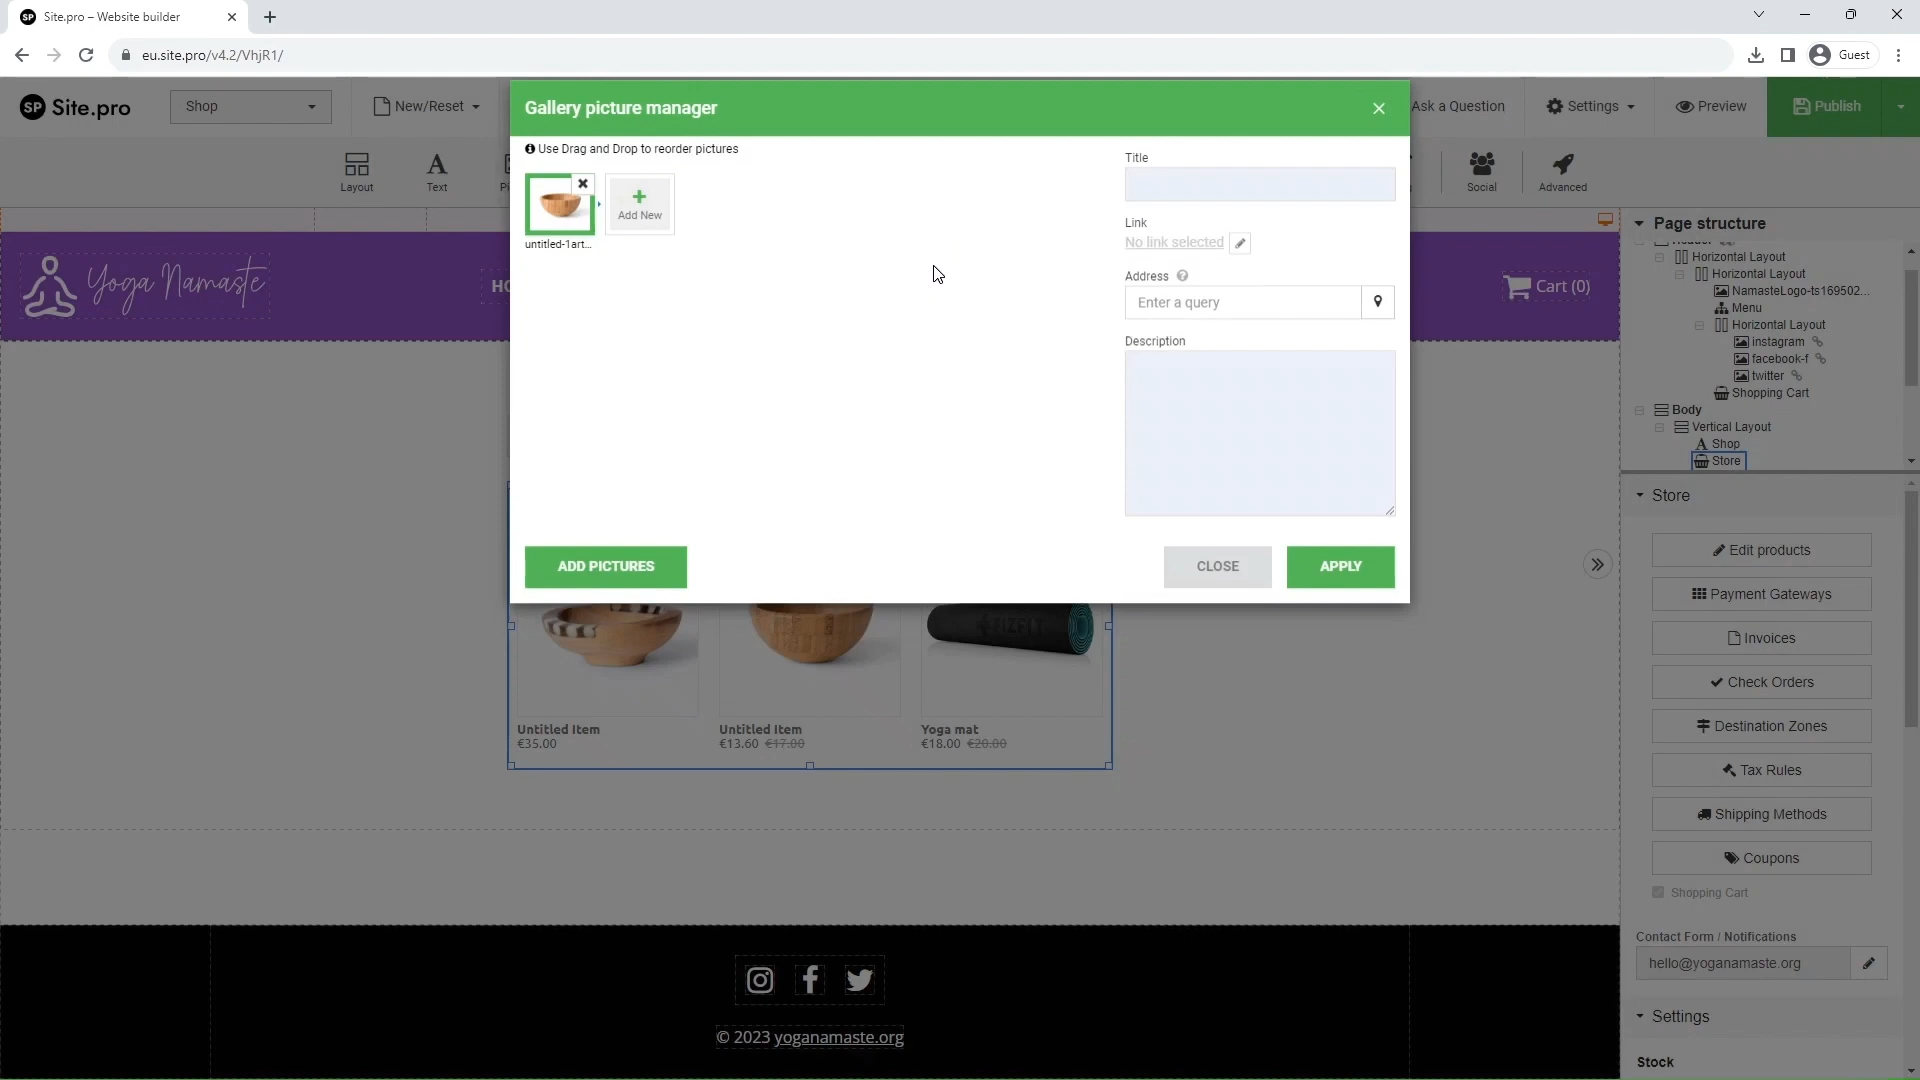 Site.pro – Website builder
eu.site.pro/v4.2/VhjR1/
Guest
SP Site.pro
Shop
New/Reset
Gallery picture manager
Ask a Question
Settings
Preview
Publish
Use Drag and Drop to reorder pictures
Add New
untitled-1art...
Title
Link
No link selected
Address
Enter a query
Description
ADD PICTURES
CLOSE
APPLY
Layout
Text
Social
Advanced
Yoga Namaste
Cart (0)
Untitled Item
€35.00
Untitled Item
€13.60 €17.00
Yoga mat
€18.00 €20.00
© 2023 yoganamaste.org
Page structure
Horizontal Layout
Horizontal Layout
NamasteLogo-ts169502...
Menu
Horizontal Layout
instagram
facebook-f
twitter
Shopping Cart
Body
Vertical Layout
Shop
Store
Store
Edit products
Payment Gateways
Invoices
Check Orders
Destination Zones
Tax Rules
Shipping Methods
Coupons
Shopping Cart
Contact Form / Notifications
hello@yoganamaste.org
Settings
Stock